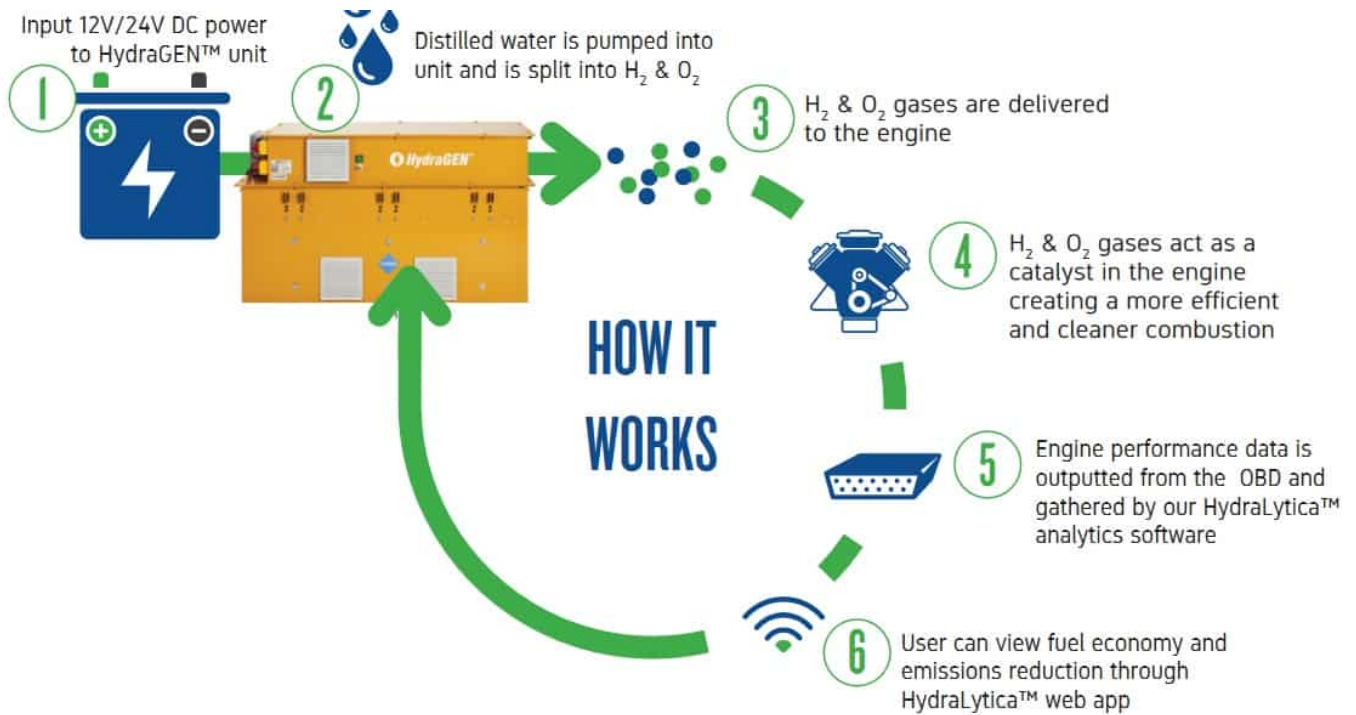 Input 12V/24V DC power
to HydraGEN™ unit
1
2
Distilled water is pumped into
unit and is split into H₂ & O₂
HydraGEN™
3
H₂ & O₂ gases are delivered
to the engine
4
H₂ & O₂ gases act as a
catalyst in the engine
creating a more efficient
and cleaner combustion
HOW IT
WORKS
5
Engine performance data is
outputted from the OBD and
gathered by our HydraLytica™
analytics software
6
User can view fuel economy and
emissions reduction through
HydraLytica™ web app